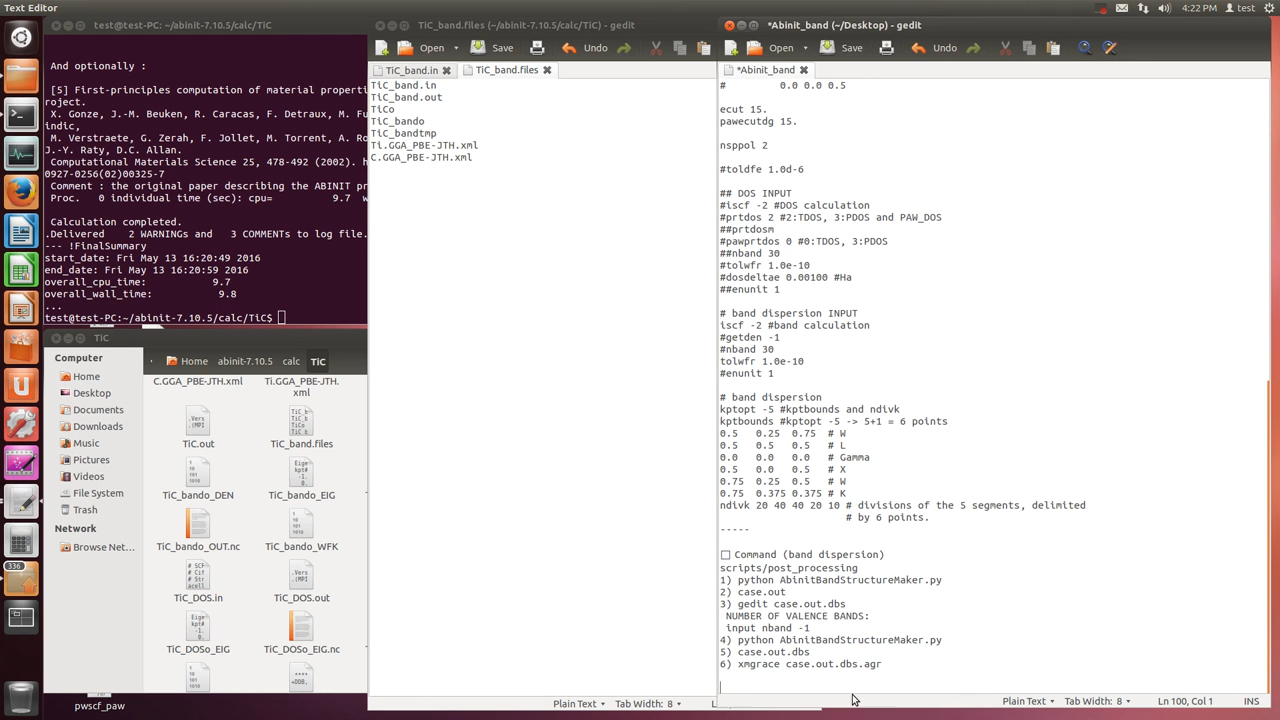 Text Editor
4:22 PM
test
test@test-PC: ~/abinit-7.10.5/calc/TiC
And optionally :
[5] first-principles computation of material properti
roject.
X. Gonze, J.-M. Beuken, R. Caracas, F. Detraux, M. Fu
indic,
M. Verstraete, G. Zerah, F. Jollet, M. Torrent, A. Ro
J.-Y. Raty, D.C. Allan.
Computational Materials Science 25, 478-492 (2002). h
0927-0256(02)00325-7
Comment : the original paper describing the ABINIT pr
Proc.   0 individual time (sec): cpu=          9.7  w
Calculation completed.
.Delivered   2 WARNINGs and   3 COMMENTs to log file.
--- !FinalSummary
start_date: Fri May 13 16:20:49 2016
end_date: Fri May 13 16:20:59 2016
overall_cpu_time:           9.7
overall_wall_time:           9.8
...
test@test-PC:~/abinit-7.10.5/calc/TiC$
TiC
Computer
Home
Desktop
Documents
Downloads
Music
Pictures
Videos
File System
Trash
Network
Browse Net...
Home
abinit-7.10.5
calc
TiC
C.GGA_PBE-JTH.xml
Ti.GGA_PBE-JTH.
xml
TiC.out
TiC_band.files
TiC_bando_DEN
TiC_bando_EIG
TiC_bando_OUT.nc
TiC_bando_WFK
TiC_DOS.in
TiC_DOS.out
TiC_DOSo_EIG
TiC_DOSo_EIG.nc
pwscf_paw
336
TiC_band.files (~/abinit-7.10.5/calc/TiC) - gedit
Open
Save
Undo
TiC_band.in
TiC_band.files
TiC_band.in
TiC_band.out
TiCo
TiC_bando
TiC_bandtmp
Ti.GGA_PBE-JTH.xml
C.GGA_PBE-JTH.xml
Plain Text
Tab Width: 8
*Abinit_band (~/Desktop) - gedit
Open
Save
Undo
*Abinit_band
#         0.0 0.0 0.5
ecut 15.
pawecutdg 15.
nsppol 2
#toldfe 1.0d-6
## DOS INPUT
#iscf -2 #DOS calculation
#prtdos 2 #2:TDOS, 3:PDOS and PAW_DOS
##prtdosm
#pawprtdos 0 #0:TDOS, 3:PDOS
##nband 30
#tolwfr 1.0e-10
#dosdeltae 0.00100 #Ha
##enunit 1
# band dispersion INPUT
iscf -2 #band calculation
#getden -1
#nband 30
tolwfr 1.0e-10
#enunit 1
# band dispersion
kptopt -5 #kptbounds and ndivk
kptbounds #kptopt -5 -> 5+1 = 6 points
0.5   0.25  0.75  # W
0.5   0.5   0.5   # L
0.0   0.0   0.0   # Gamma
0.5   0.0   0.5   # X
0.75  0.25  0.5   # W
0.75  0.375 0.375 # K
ndivk 20 40 40 20 10 # divisions of the 5 segments, delimited
# by 6 points.
-----
□ Command (band dispersion)
scripts/post_processing
1) python AbinitBandStructureMaker.py
2) case.out
3) gedit case.out.dbs
NUMBER OF VALENCE BANDS:
input nband -1
4) python AbinitBandStructureMaker.py
5) case.out.dbs
6) xmgrace case.out.dbs.agr
Plain Text
Tab Width: 8
Ln 100, Col 1
INS